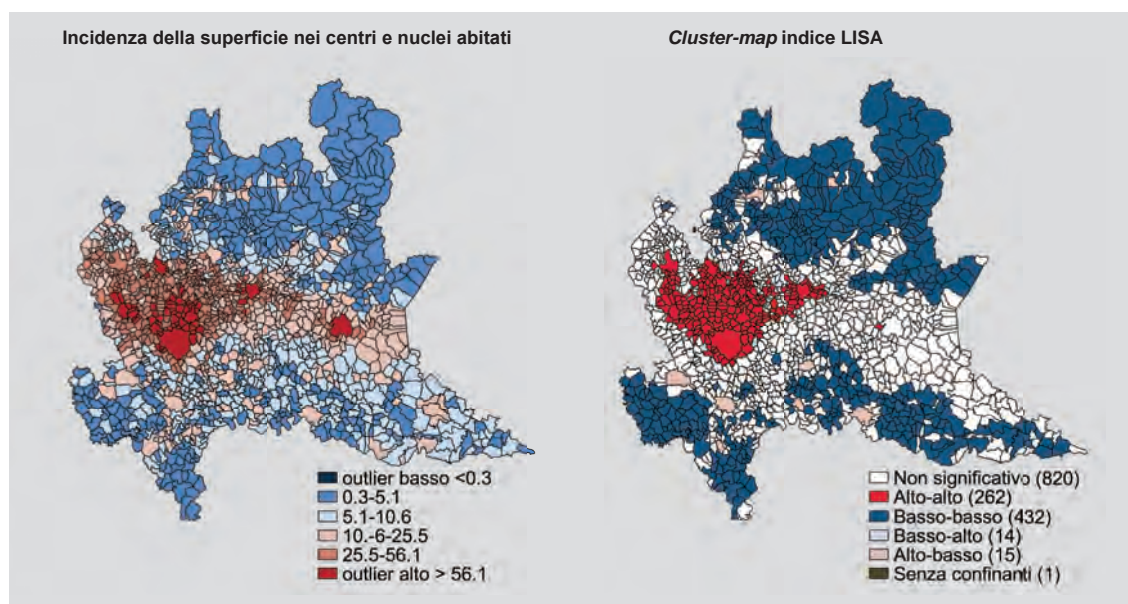 Incidenza della superficie nei centri e nuclei abitati
Cluster-map indice LISA
outlier basso <0.3
0.3-5.1
5.1-10.6
10.-6-25.5
25.5-56.1
outlier alto > 56.1
Non significativo (820)
Alto-alto (262)
Basso-basso (432)
Basso-alto (14)
Alto-basso (15)
Senza confinanti (1)